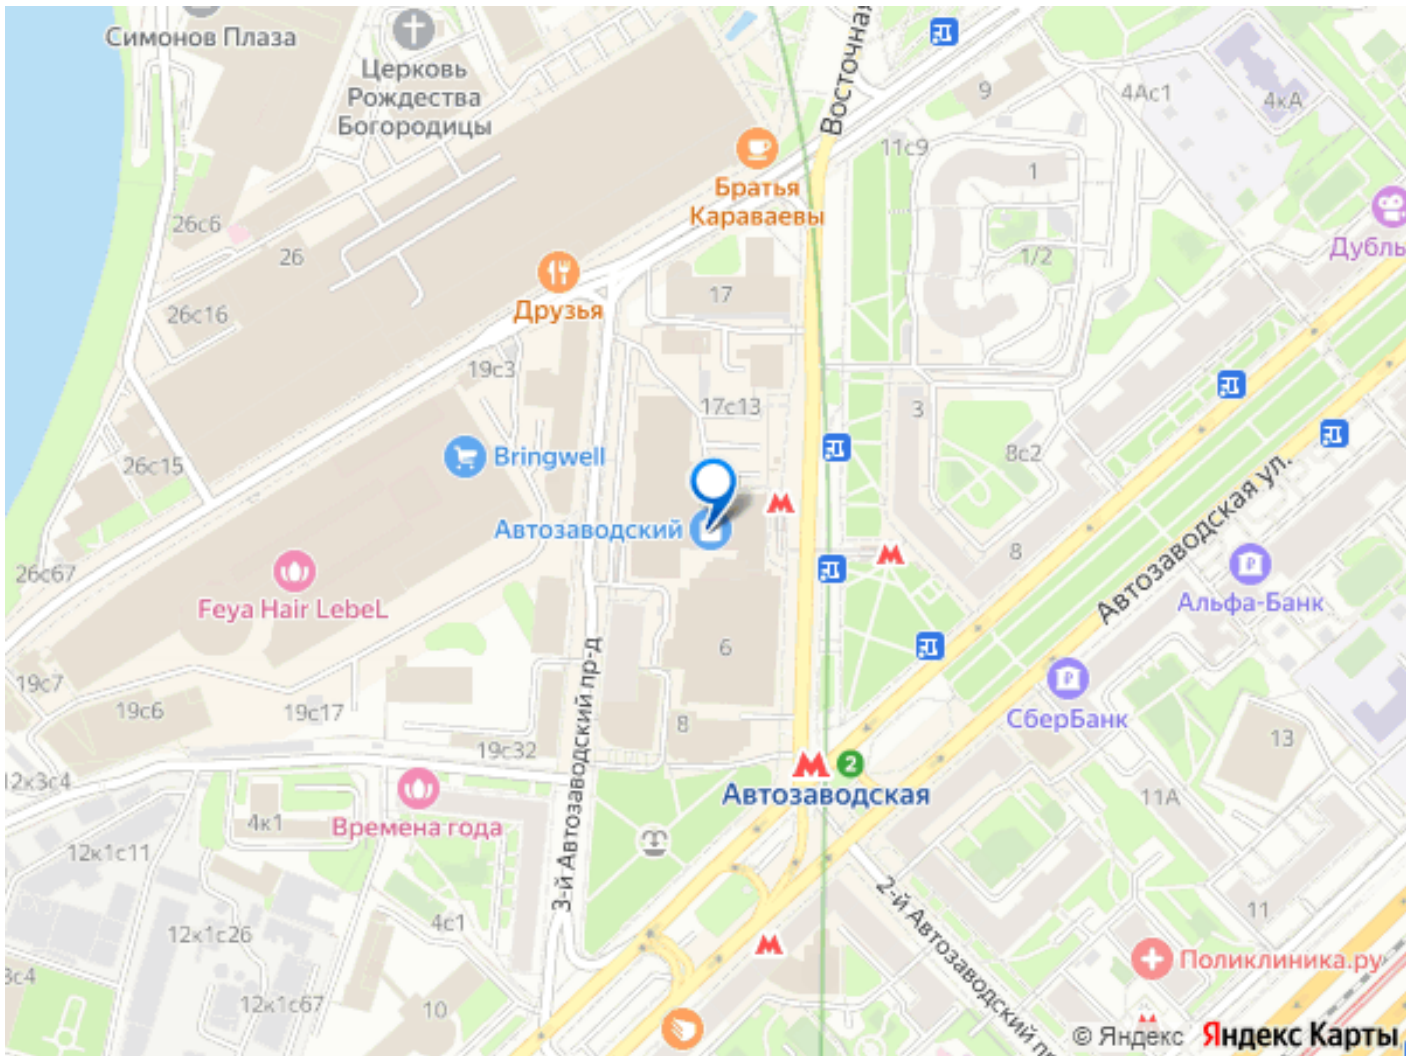 Симонов Плаза
Церковь
Рождества
Богородицы
Восточная
9
4Ас1
4кА
11с9
1
Братья
Караваевы
26с6
26
1/2
Дубль
17
Друзья
26с16
19с3
17с13
3
8с2
26с15
Bringwell
Автозаводский
Автозаводская ул.
8
26с67
Feya Hair LebeL
Альфа-Банк
6
3-й Автозаводский пр-д
19с7
19с6
19с17
8
СберБанк
13
19с32
2
Автозаводская
12к3с4
11А
4к1
Времена года
12к1с11
2-й Автозаводский пр
4с1
11
12к1с26
Поликлиника.ру
3с4
12к1с67
10
© Яндекс
Яндекс Карты